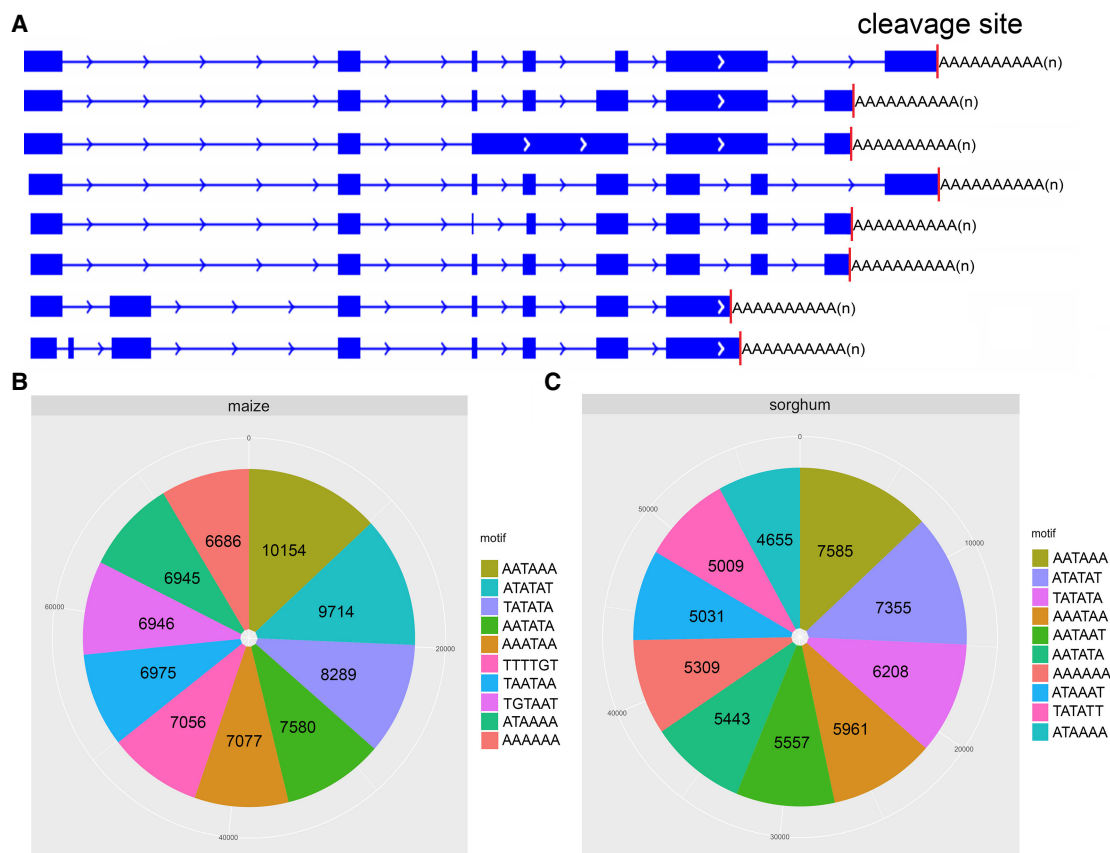 A
cleavage site
AAAAAAAAAA(n)
AAAAAAAAAA(n)
AAAAAAAAAA(n)
AAAAAAAAAA(n)
AAAAAAAAAA(n)
AAAAAAAAAA(n)
AAAAAAAAAA(n)
AAAAAAAAAA(n)
B
maize
0
20000
40000
60000
10154
9714
8289
7580
7077
7056
6975
6946
6945
6686
motif
AATAAA
ATATAT
TATATA
AATATA
AAATAA
TTTTGT
TAATAA
TGTAAT
ATAAAA
AAAAAA
C
sorghum
0
10000
20000
30000
40000
50000
7585
7355
6208
5961
5557
5443
5309
5031
5009
4655
motif
AATAAA
ATATAT
TATATA
AAATAA
AATAAT
AATATA
AAAAAA
ATAAAT
TATATT
ATAAAA